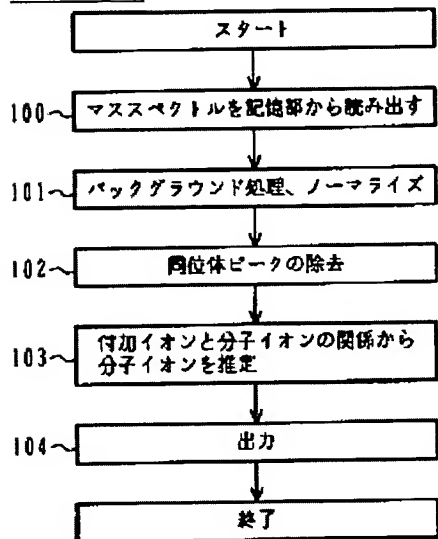 スタート
100～ マススペクトルを記憶部から読み出す
101～ バックグラウンド処理、ノーマライズ
102～ 同位体ピークの除去
103～ 付加イオンと分子イオンの関係から
分子イオンを推定
104～ 出力
終了